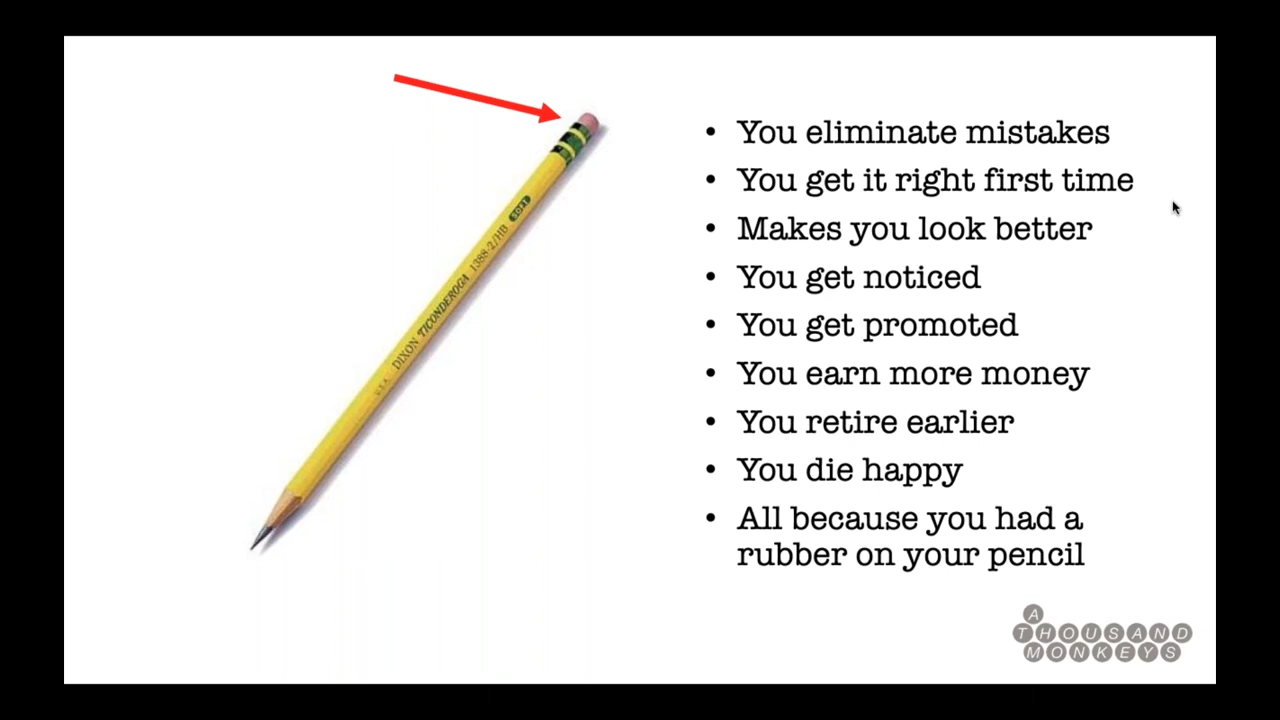 • You eliminate mistakes
• You get it right first time
• Makes you look better
• You get noticed
• You get promoted
• You earn more money
• You retire earlier
• You die happy
• All because you had a
rubber on your pencil
U.S.A. DIXON TICONDEROGA 1388-2/HB SOFT
A
THOUSAND
MONKEYS